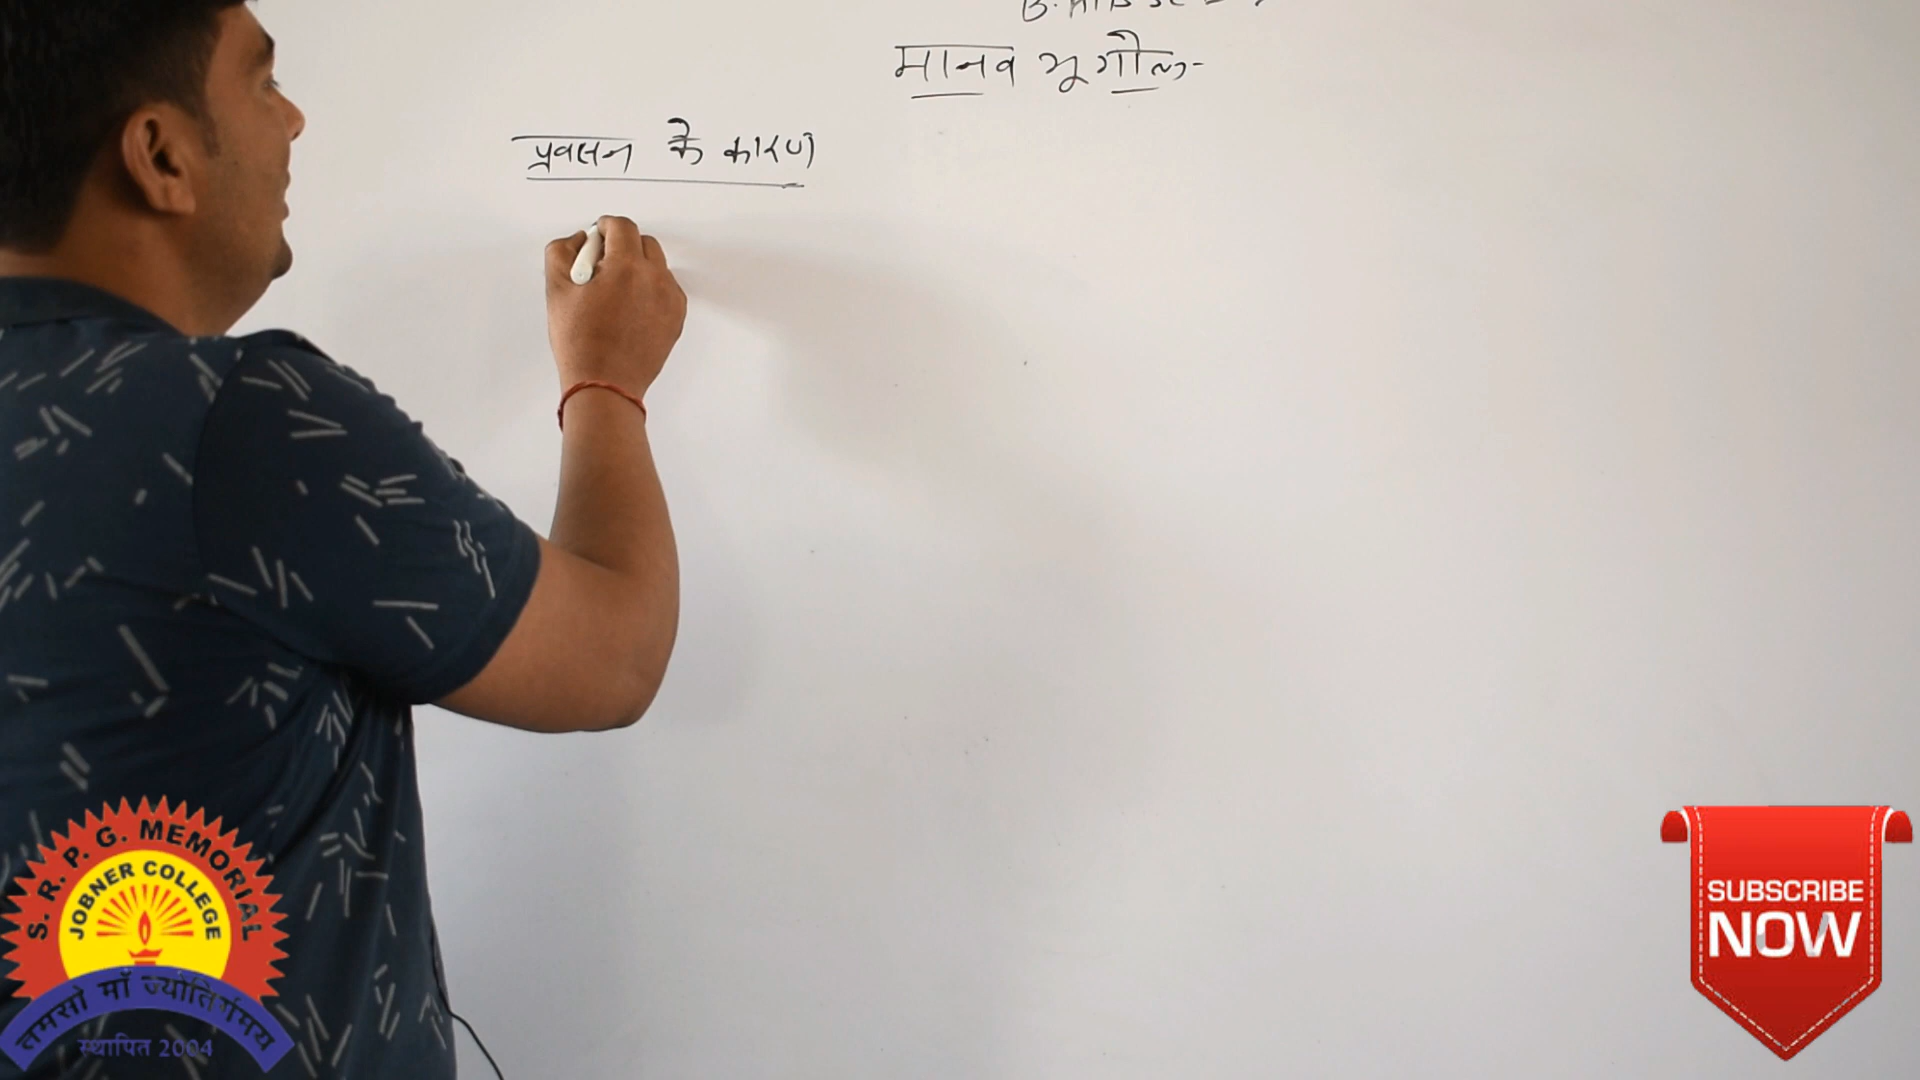 मानव भूगोल-
प्रवसन के कारण
S. R. P. G. MEMORIAL
JOBNER COLLEGE
तमसो माँ ज्योतिर्गमय
स्थापित 2004
SUBSCRIBE
NOW